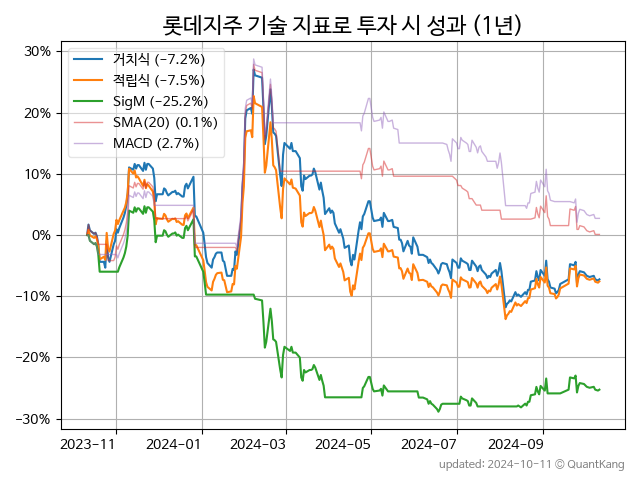 롯데지주 기술 지표로 투자 시 성과 (1년)
30%
20%
10%
0%
−10%
−20%
−30%
거치식 (−7.2%)
적립식 (−7.5%)
SigM (−25.2%)
SMA(20) (0.1%)
MACD (2.7%)
2023-11
2024-01
2024-03
2024-05
2024-07
2024-09
updated: 2024-10-11 © QuantKang